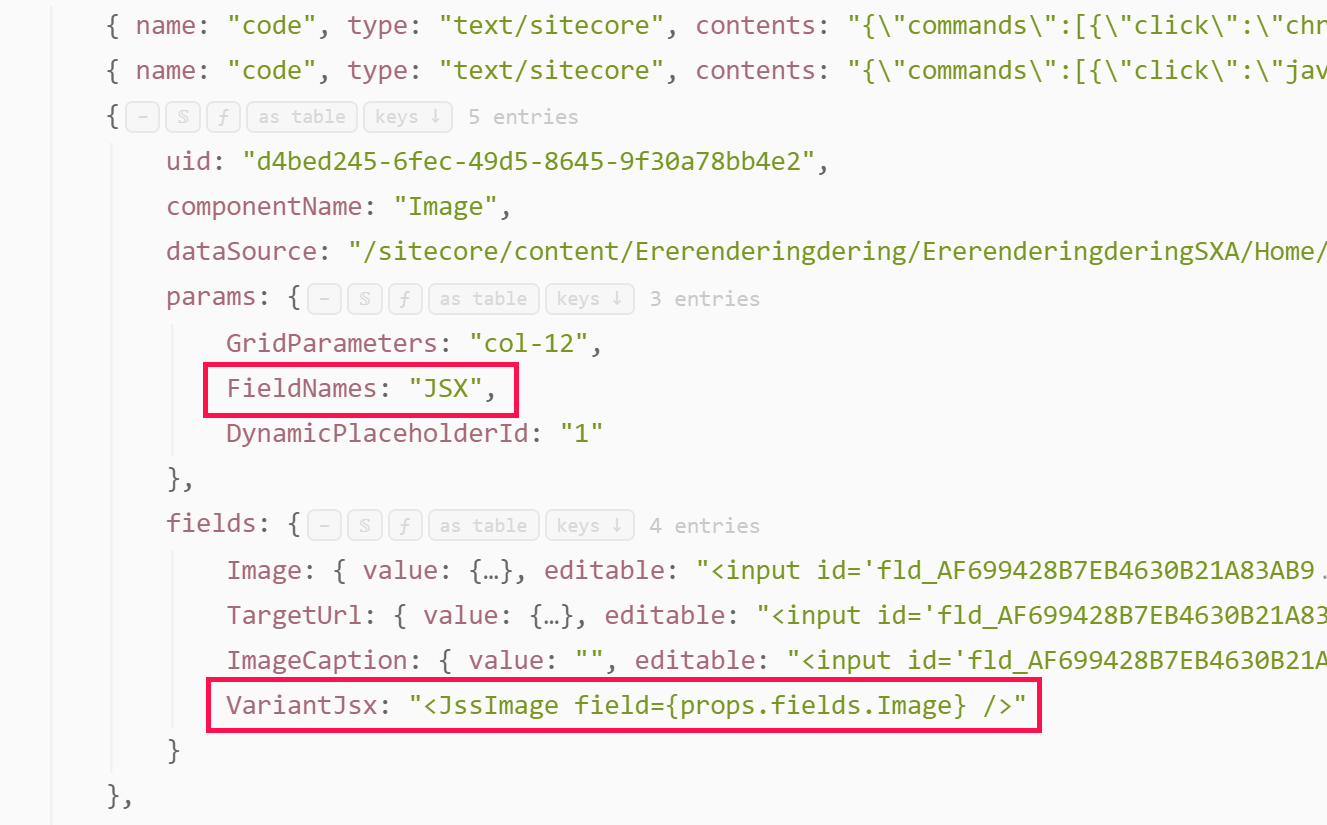 { name: "code", type: "text/sitecore", contents: "{\"commands\":[{\"click\":\"chr
{ name: "code", type: "text/sitecore", contents: "{\"commands\":[{\"click\":\"jav
{ − 𝕊 ƒ as table keys ↓ 5 entries
uid: "d4bed245-6fec-49d5-8645-9f30a78bb4e2",
componentName: "Image",
dataSource: "/sitecore/content/Ererenderingdering/ErerenderingderingSXA/Home/
params: { − 𝕊 ƒ as table keys ↓ 3 entries
GridParameters: "col-12",
FieldNames: "JSX",
DynamicPlaceholderId: "1"
},
fields: { − 𝕊 ƒ as table keys ↓ 4 entries
Image: { value: {…}, editable: "<input id='fld_AF699428B7EB4630B21A83AB9…
TargetUrl: { value: {…}, editable: "<input id='fld_AF699428B7EB4630B21A83
ImageCaption: { value: "", editable: "<input id='fld_AF699428B7EB4630B21A
VariantJsx: "<JssImage field={props.fields.Image} />"
}
},